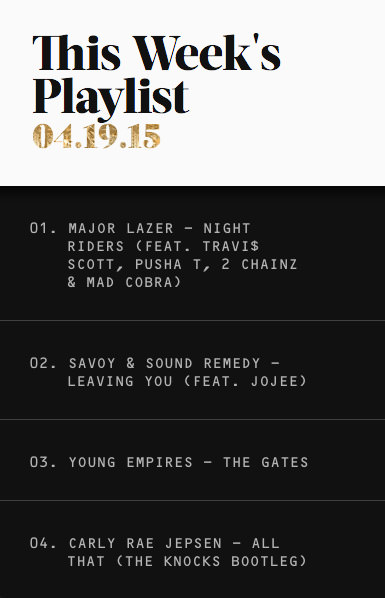 This Week's
Playlist
04.19.15
01. MAJOR LAZER – NIGHT
RIDERS (FEAT. TRAVI$
SCOTT, PUSHA T, 2 CHAINZ
& MAD COBRA)
02. SAVOY & SOUND REMEDY –
LEAVING YOU (FEAT. JOJEE)
03. YOUNG EMPIRES – THE GATES
04. CARLY RAE JEPSEN – ALL
THAT (THE KNOCKS BOOTLEG)